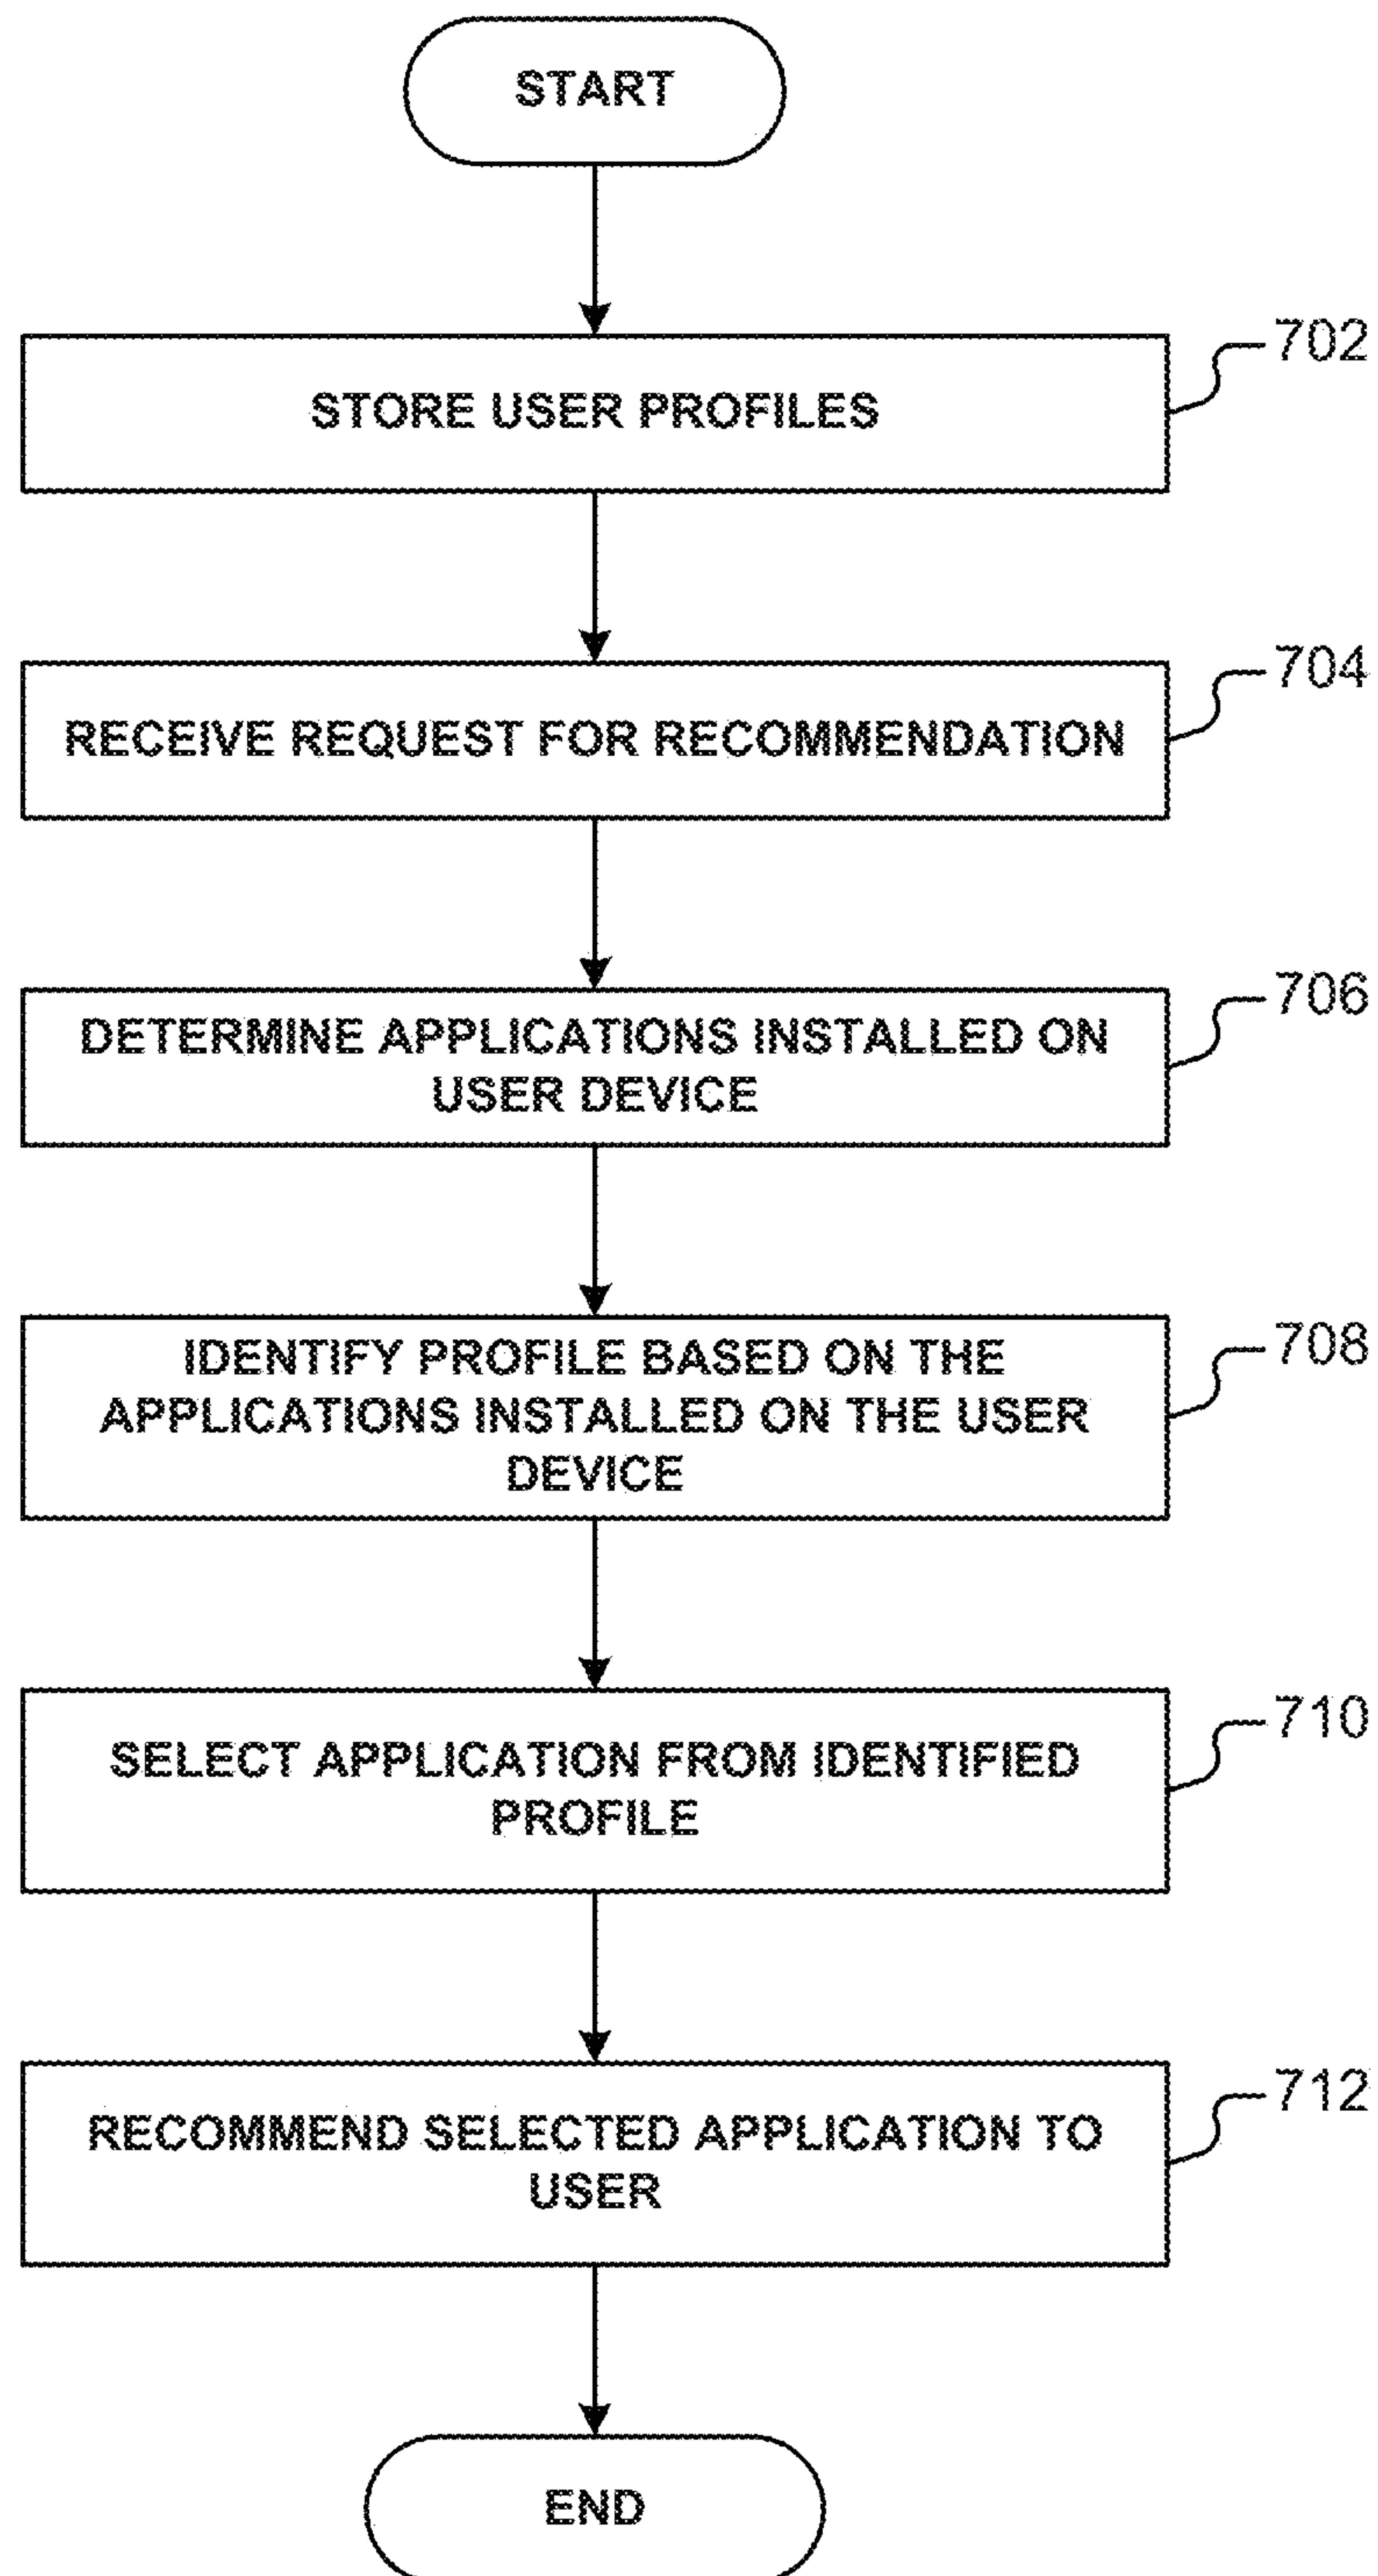 START
STORE USER PROFILES
702
RECEIVE REQUEST FOR RECOMMENDATION
704
DETERMINE APPLICATIONS INSTALLED ON
USER DEVICE
706
IDENTIFY PROFILE BASED ON THE
APPLICATIONS INSTALLED ON THE USER
DEVICE
708
SELECT APPLICATION FROM IDENTIFIED
PROFILE
710
RECOMMEND SELECTED APPLICATION TO
USER
712
END